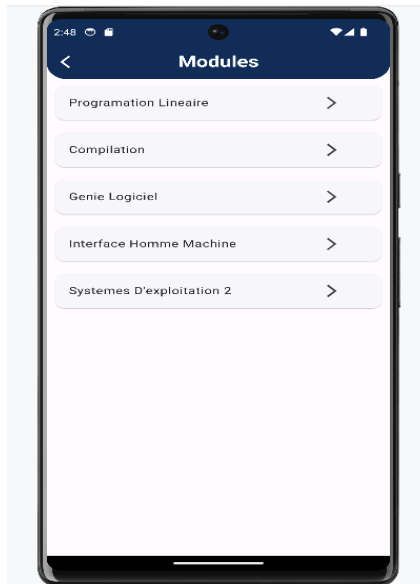 2:48
Modules
Programation Lineaire
Compilation
Genie Logiciel
Interface Homme Machine
Systemes D'exploitation 2